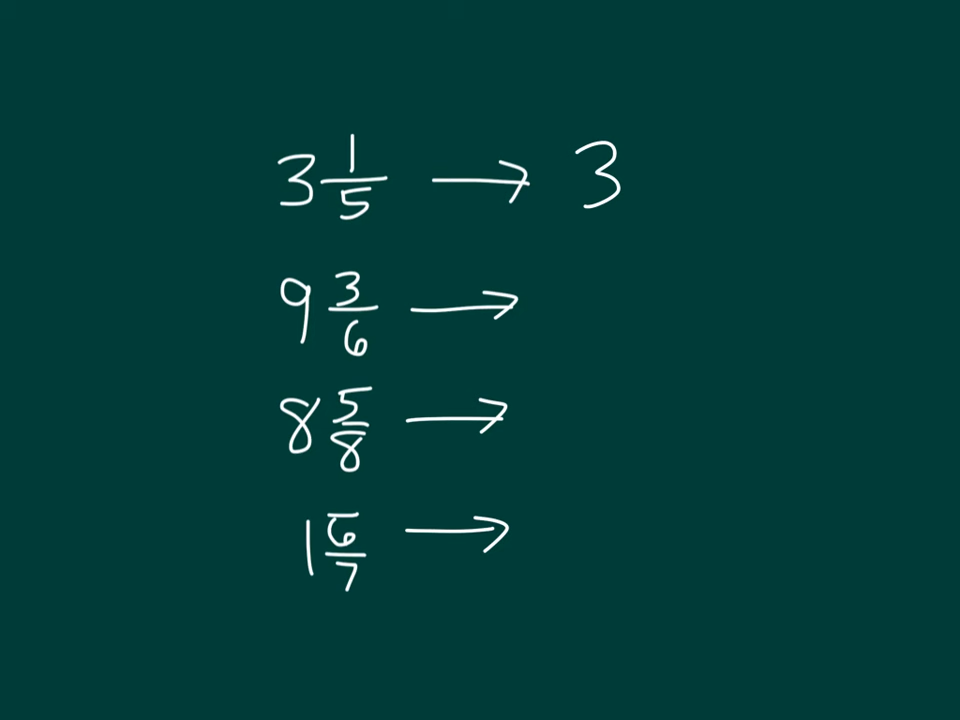 3 1/5 → 3
9 3/6 →
8 5/8 →
1 6/7 →